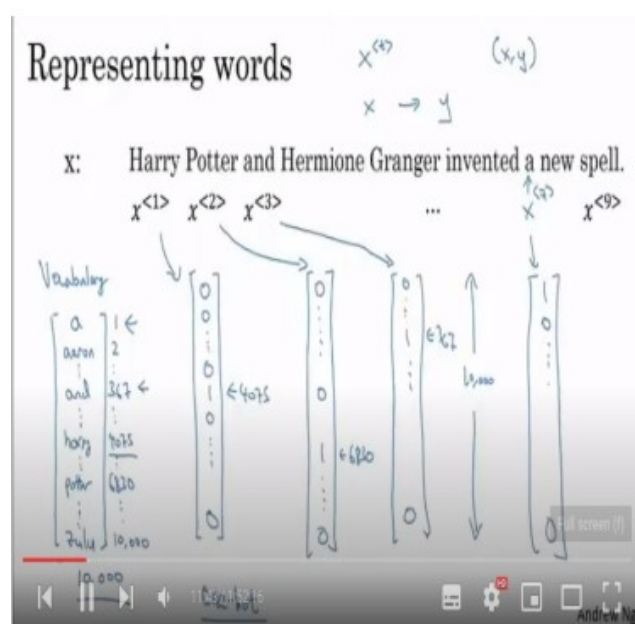 Representing words
x<t> (x,y)
x → y
x: Harry Potter and Hermione Granger invented a new spell.
x<1> x<2> x<3> ... x<7> x<9>
Vocabulary
a 1 ←
aaron 2
and 367 ←
harry 4075
potter 6830
zulu 10,000
10,000
0 0 0 1 0 0
←4075
0 0 1 0
←6830
0 1 0
←367
10,000
1 0 0
Full screen (f)
HD
Andrew Ng